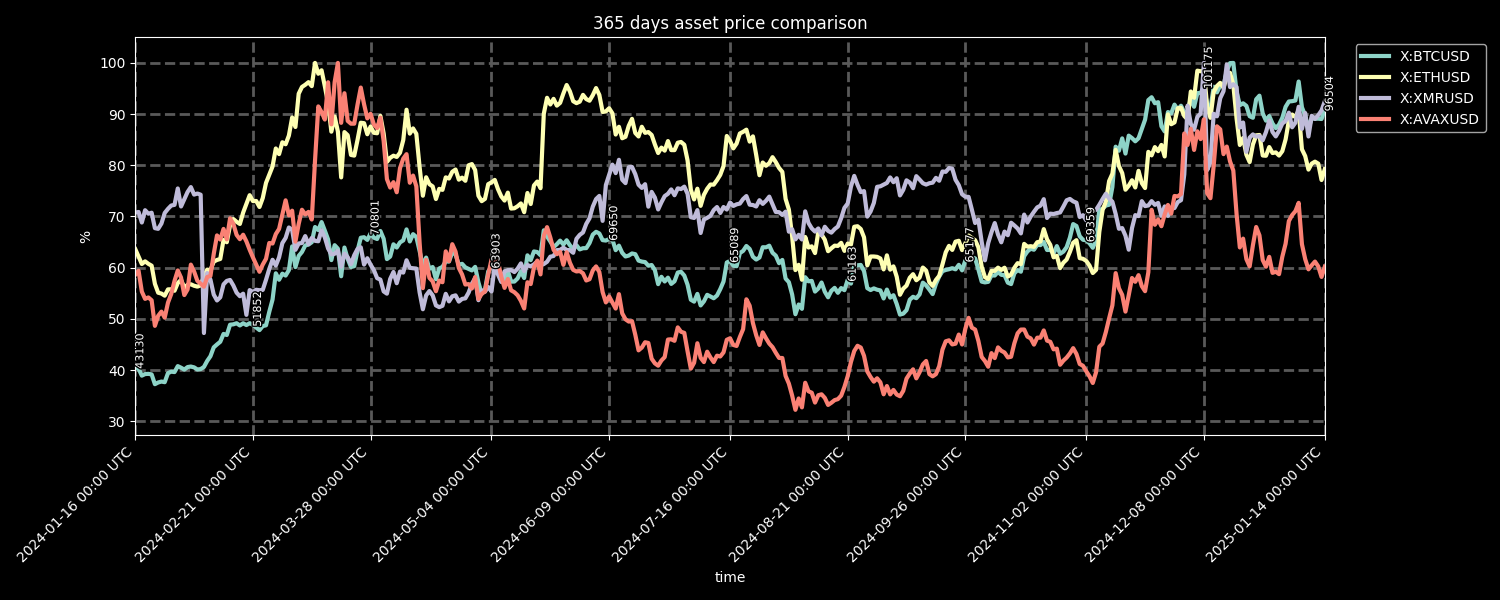 365 days asset price comparison
X:BTCUSD
X:ETHUSD
X:XMRUSD
X:AVAXUSD
100
90
80
70
60
50
40
30
%
43130
51852
70801
63903
69650
65089
61163
65177
69359
101175
96504
2024-01-16 00:00 UTC
2024-02-21 00:00 UTC
2024-03-28 00:00 UTC
2024-05-04 00:00 UTC
2024-06-09 00:00 UTC
2024-07-16 00:00 UTC
2024-08-21 00:00 UTC
2024-09-26 00:00 UTC
2024-11-02 00:00 UTC
2024-12-08 00:00 UTC
2025-01-14 00:00 UTC
time